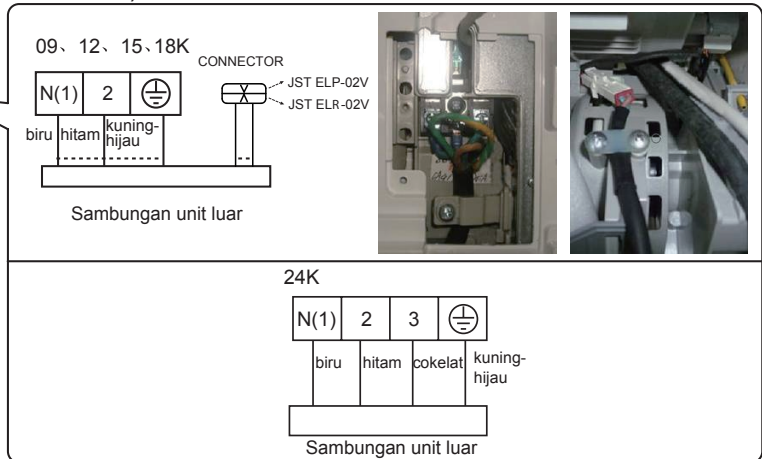 09、12、15、18K
CONNECTOR
JST ELP-02V
JST ELR-02V
N(1) 2
biru hitam kuning-
hijau
Sambungan unit luar
24K
N(1) 2 3
biru hitam cokelat kuning-
hijau
Sambungan unit luar